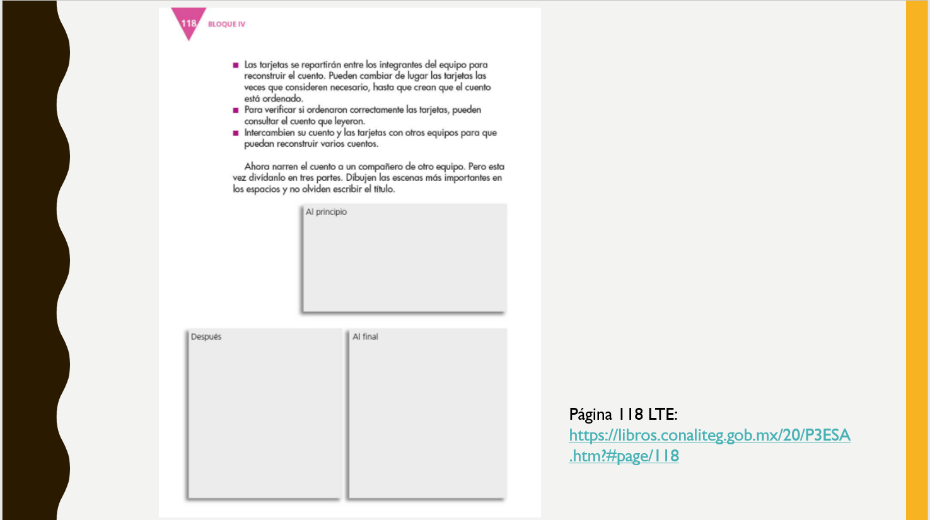 118 BLOQUE IV
Las tarjetas se repartirán entre los integrantes del equipo para
reconstruir el cuento. Pueden cambiar de lugar las tarjetas las
veces que consideren necesario, hasta que crean que el cuento
está ordenado.
Para verificar si ordenaron correctamente las tarjetas, pueden
consultar el cuento que leyeron.
Intercambien su cuento y las tarjetas con otros equipos para que
puedan reconstruir varios cuentos.
Ahora narren el cuento a un compañero de otro equipo. Pero esta
vez divídanlo en tres partes. Dibujen las escenas más importantes en
los espacios y no olviden escribir el título.
Al principio
Después
Al final
Página 118 LTE:
https://libros.conaliteg.gob.mx/20/P3ESA
.htm?#page/118